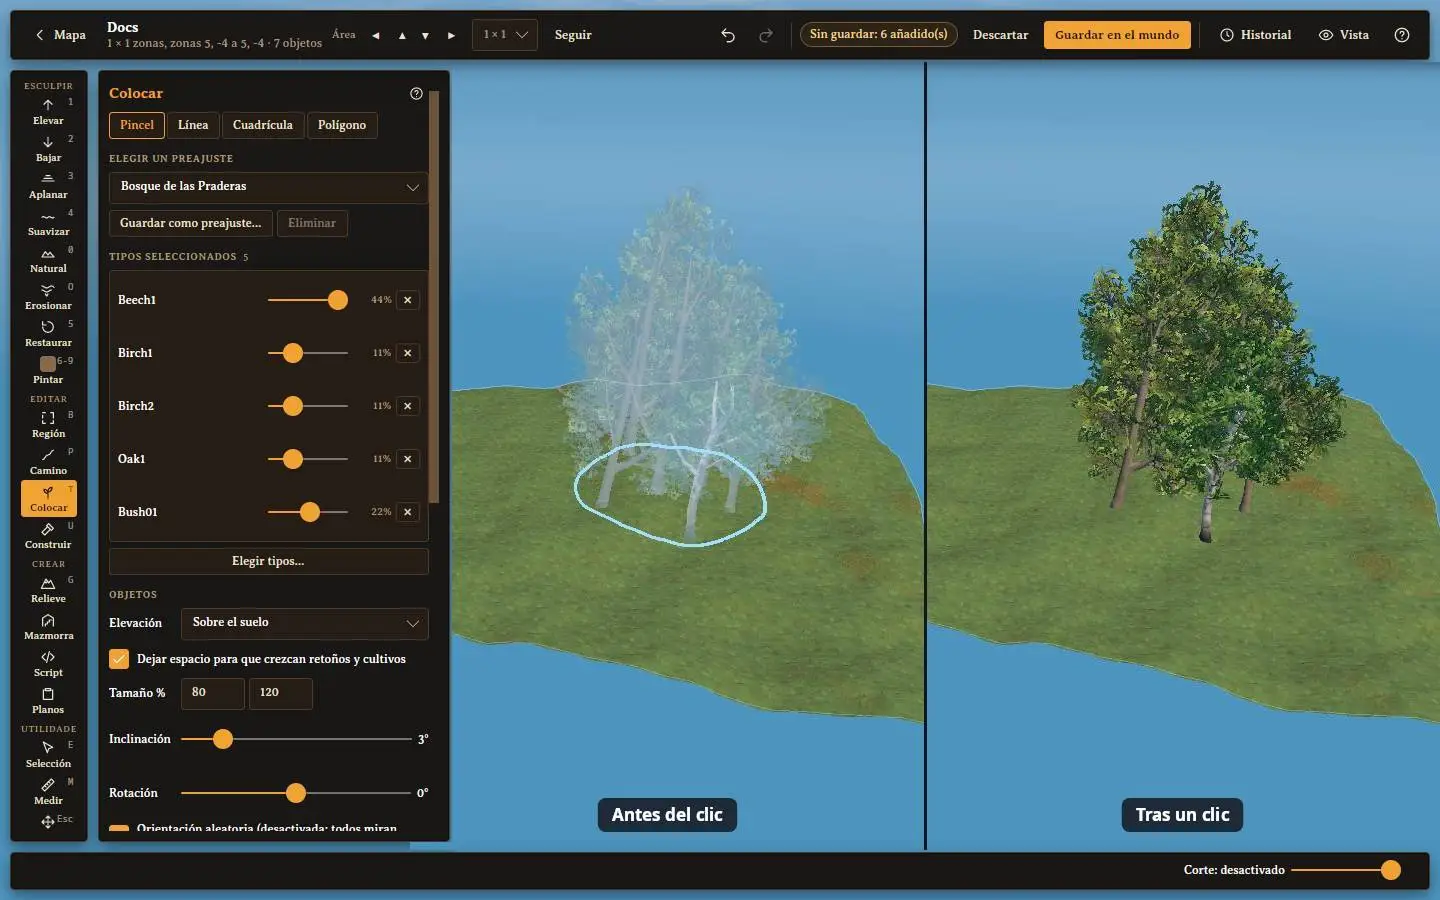 Mapa
Docs
1 × 1 zonas, zonas 5, -4 a 5, -4 · 7 objetos
Área
1 × 1
Seguir
Sin guardar: 6 añadido(s)
Descartar
Guardar en el mundo
Historial
Vista
ESCULPIR
1
Elevar
2
Bajar
3
Aplanar
4
Suavizar
0
Natural
O
Erosionar
5
Restaurar
6-9
Pintar
EDITAR
B
Región
P
Camino
T
Colocar
U
Construir
CREAR
G
Relieve
Mazmorra
Script
Planos
UTILIDADE
E
Selección
M
Medir
Esc
Colocar
Pincel
Línea
Cuadrícula
Polígono
ELEGIR UN PREAJUSTE
Bosque de las Praderas
Guardar como preajuste...
Eliminar
TIPOS SELECCIONADOS 5
Beech1 44%
Birch1 11%
Birch2 11%
Oak1 11%
Bush01 22%
Elegir tipos...
OBJETOS
Elevación Sobre el suelo
Dejar espacio para que crezcan retoños y cultivos
Tamaño % 80 120
Inclinación 3°
Rotación 0°
Orientación aleatoria (desactivada: todos miran
Antes del clic
Tras un clic
Corte: desactivado